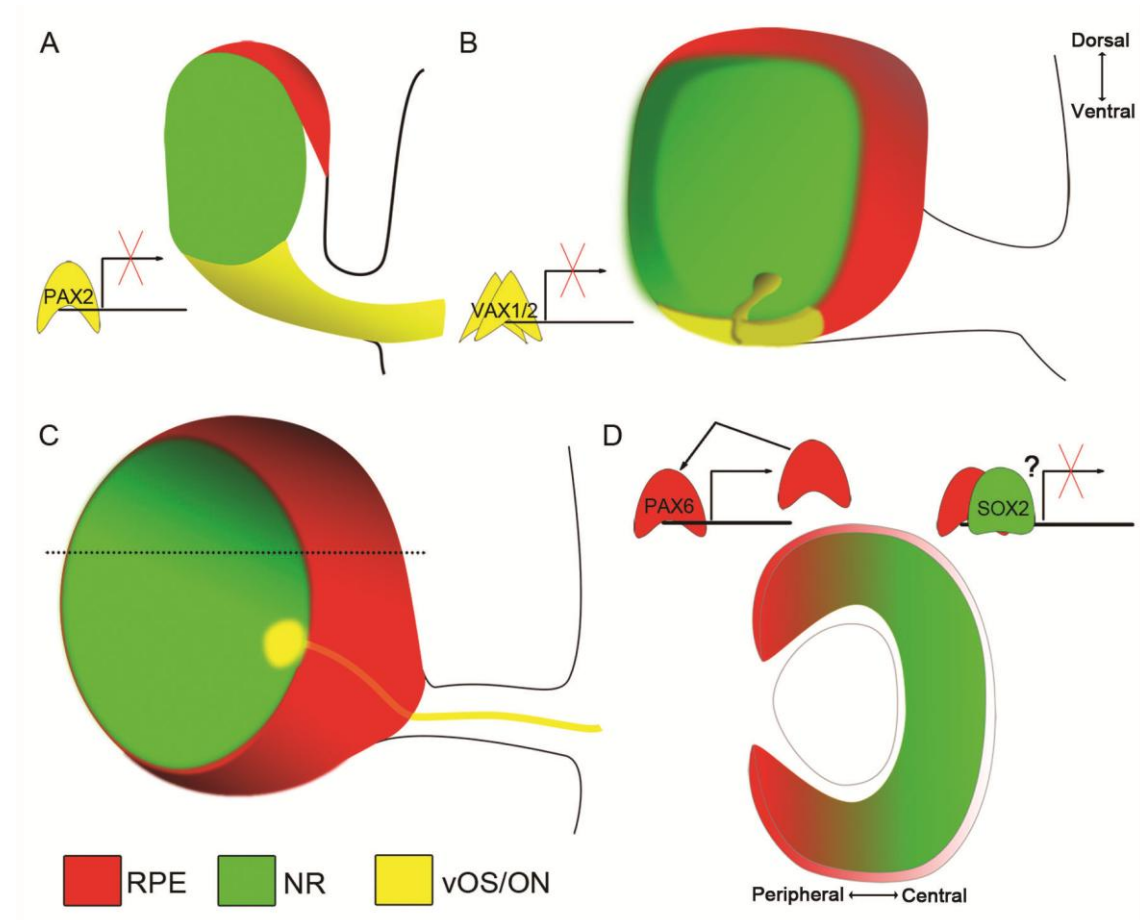 A
B
Dorsal
Ventral
PAX2
VAX1/2
C
D
?
PAX6
SOX2
RPE
NR
vOS/ON
Peripheral
Central